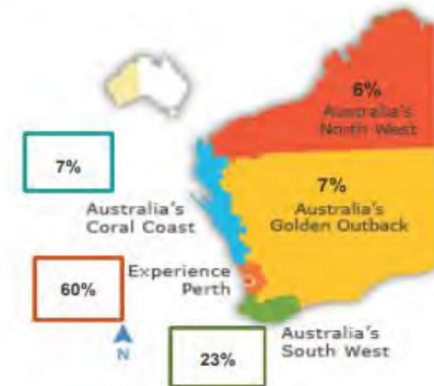 6%
Australia's
North West
7%
7%
Australia's
Golden Outback
Australia's
Coral Coast
Experience
Perth
60%
N
23%
Australia's
South West